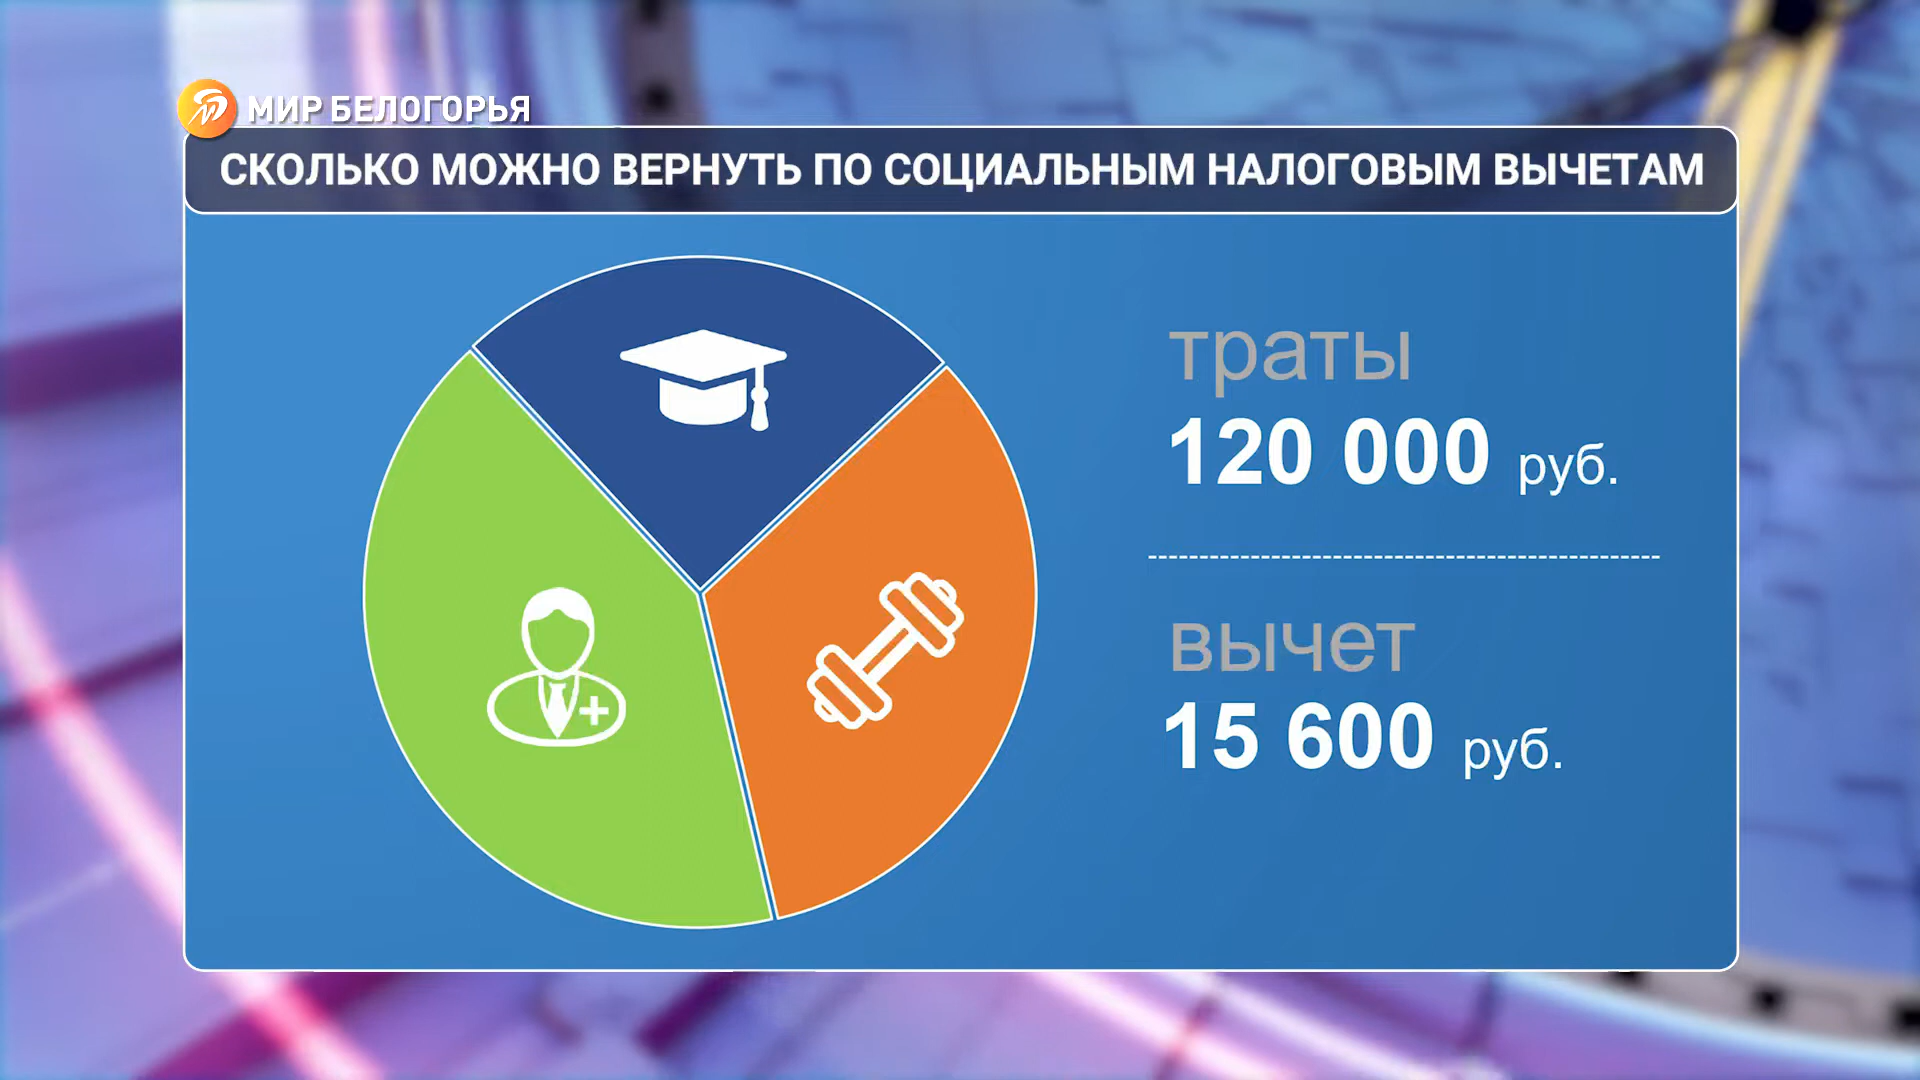 МИР БЕЛОГОРЬЯ
СКОЛЬКО МОЖНО ВЕРНУТЬ ПО СОЦИАЛЬНЫМ НАЛОГОВЫМ ВЫЧЕТАМ
траты
120 000 руб.
вычет
15 600 руб.